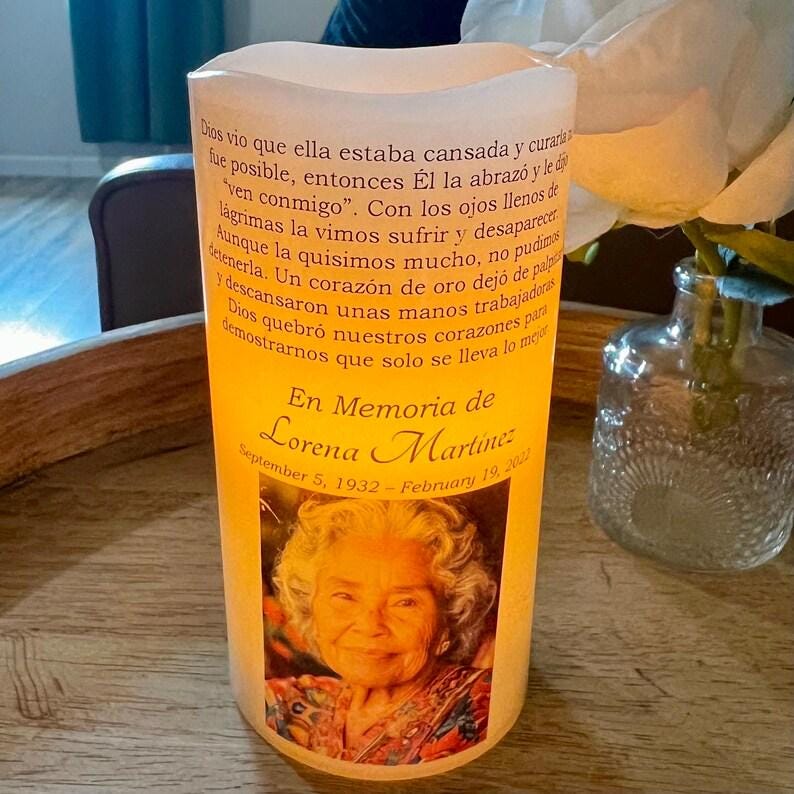 Dios vio que ella estaba cansada y curarla
fue posible, entonces Él la abrazó y le dijo
“ven conmigo”. Con los ojos llenos de
lágrimas la vimos sufrir y desaparecer.
Aunque la quisimos mucho, no pudimos
detenerla. Un corazón de oro dejó de
y descansaron unas manos trabajadoras.
Dios quebró nuestros corazones para
demostrarnos que solo se lleva lo mejor.
En Memoria de
Lorena Martínez
September 5, 1932 – February 19, 2022